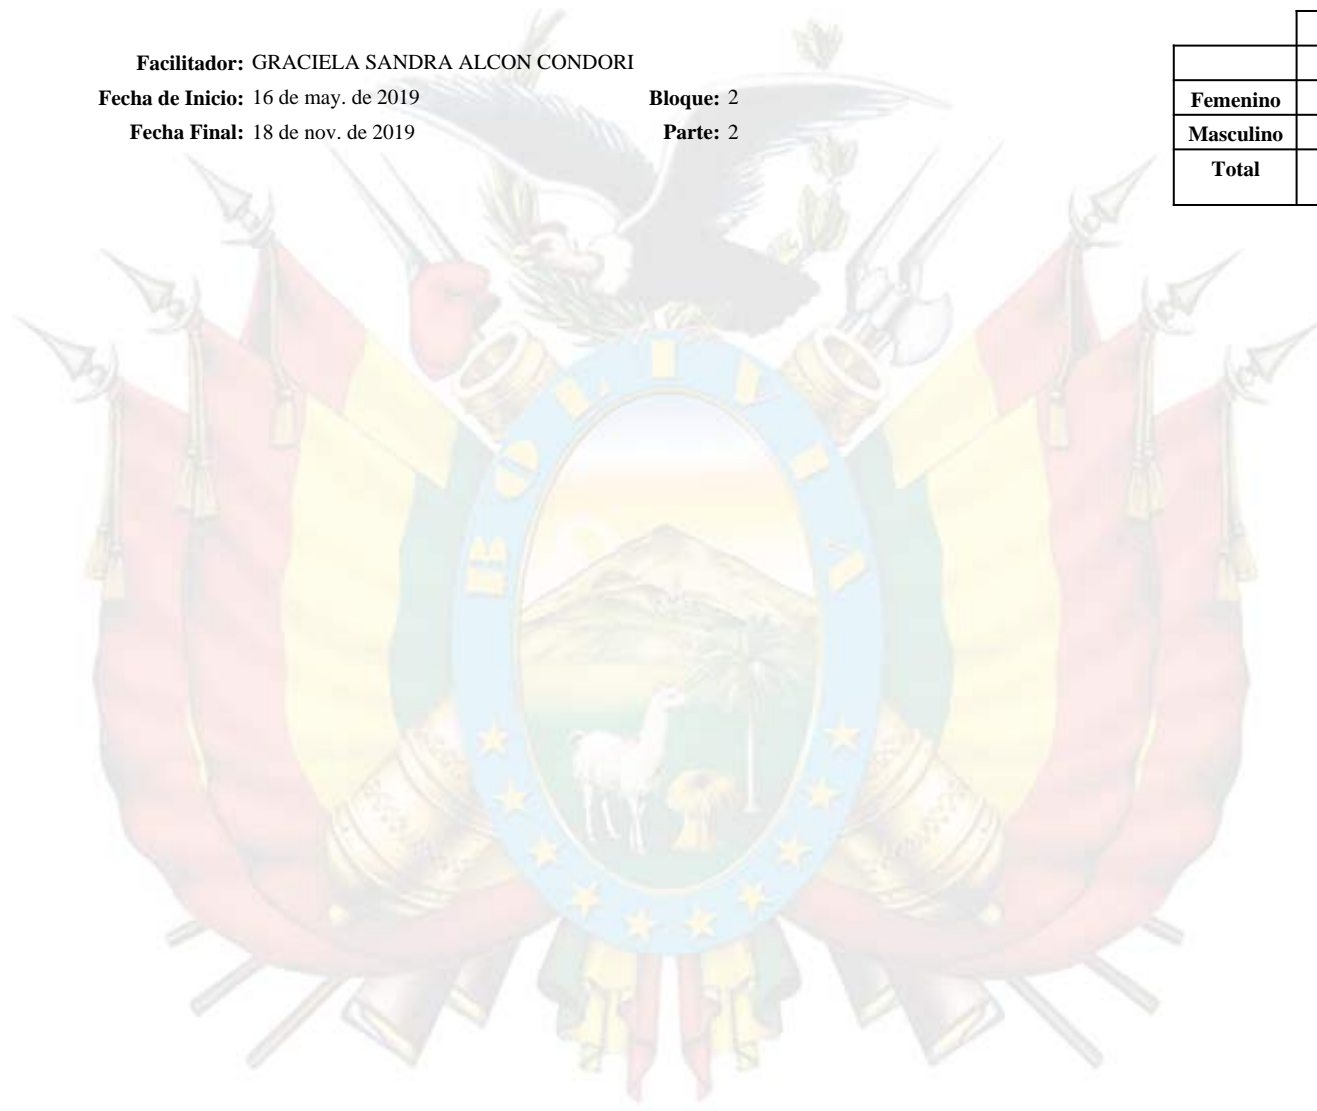 Facilitador: GRACIELA SANDRA ALCON CONDORI
Fecha de Inicio: 16 de may. de 2019 Bloque: 2
Fecha Final: 18 de nov. de 2019 Parte: 2
Femenino
Masculino
Total
BOLIVIA